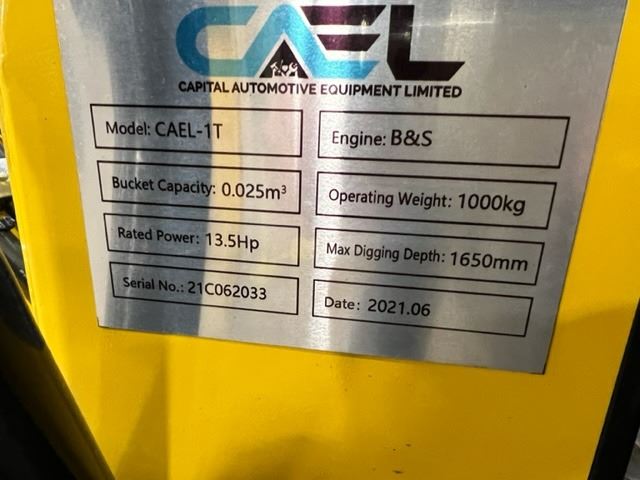 CAEL
CAPITAL AUTOMOTIVE EQUIPMENT LIMITED
Model: CAEL-1T
Engine: B&S
Bucket Capacity: 0.025m³
Operating Weight: 1000kg
Rated Power: 13.5Hp
Max Digging Depth: 1650mm
Serial No.: 21C062033
Date: 2021.06